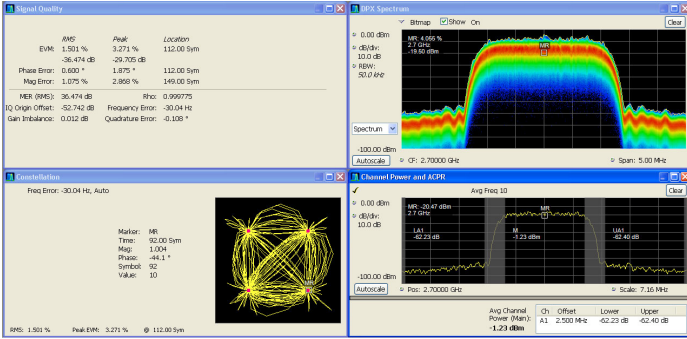 Signal Quality
RMS Peak Location
EVM: 1.501 % 3.271 % 112.00 Sym
-36.474 dB -29.705 dB
Phase Error: 0.600 ° 1.875 ° 112.00 Sym
Mag Error: 1.075 % 2.868 % 149.00 Sym
MER (RMS): 36.474 dB Rho: 0.999775
IQ Origin Offset: -52.742 dB Frequency Error: -30.04 Hz
Gain Imbalance: 0.012 dB Quadrature Error: -0.108 °
DPX Spectrum
Bitmap Show On Clear
0.00 dBm
dB/div:
10.0 dB
RBW:
50.0 kHz
MR: 4.055 %
2.7 GHz
-19.50 dBm
MR
Spectrum
-100.00 dBm
Autoscale CF: 2.70000 GHz Span: 5.00 MHz
Constellation
Freq Error: -30.04 Hz, Auto
Marker: MR
Time: 92.00 Sym
Mag: 1.004
Phase: -44.1 °
Symbol: 92
Value: 10
MR
RMS: 1.501 % Peak EVM: 3.271 % @ 112.00 Sym
Channel Power and ACPR
Avg Freq 10 Clear
0.00 dBm
dB/div:
10.0 dB
MR: -20.47 dBm
2.7 GHz
MR
LA1 M UA1
-62.23 dB -1.23 dBm -62.40 dB
-100.00 dBm
Autoscale Pos: 2.70000 GHz Scale: 7.16 MHz
Avg Channel
Power (Main):
-1.23 dBm
Ch Offset Lower Upper
A1 2.500 MHz -62.23 dB -62.40 dB